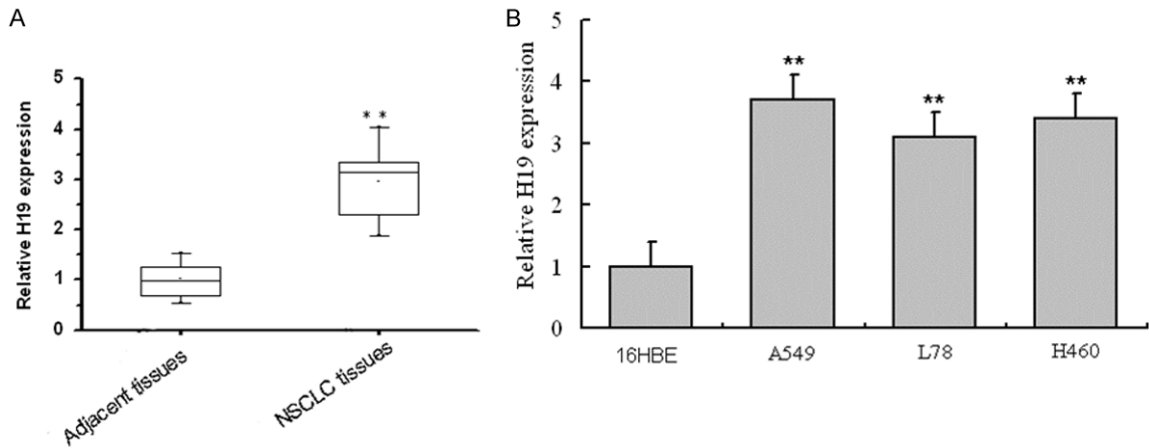 A
Relative H19 expression
5
4
3
2
1
0
* *
Adjacent tissues
NSCLC tissues
B
Relative H19 expression
5
4
3
2
1
0
**
**
**
16HBE
A549
L78
H460